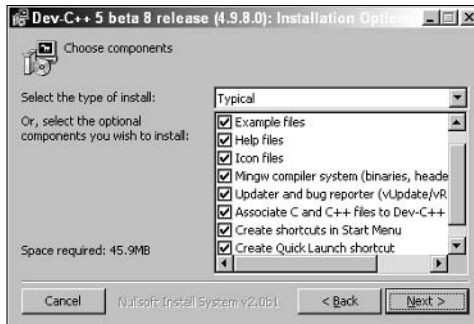 Dev-C++ 5 beta 8 release (4.9.8.0): Installation Options
Choose components
Select the type of install:
Typical
Or, select the optional
components you wish to install:
Example files
Help files
Icon files
Mingw compiler system (binaries, heade
Updater and bug reporter (vUpdate/vR
Associate C and C++ files to Dev-C++
Create shortcuts in Start Menu
Create Quick Launch shortcut
Space required: 45.9MB
Cancel
Nullsoft Install System v2.0b1
< Back
Next >